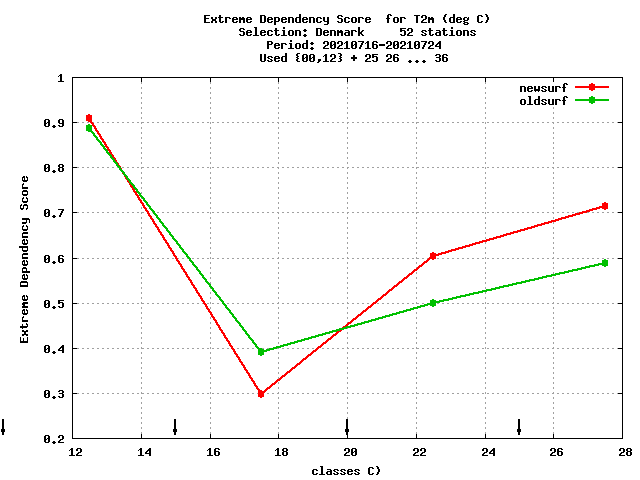 Extreme Dependency Score  for T2m (deg C)
Selection: Denmark     52 stations
Period: 20210716-20210724
Used {00,12} + 25 26 ... 36
newsurf
oldsurf
Extreme Dependency Score
1
0.9
0.8
0.7
0.6
0.5
0.4
0.3
0.2
12 14 16 18 20 22 24 26 28
classes C)